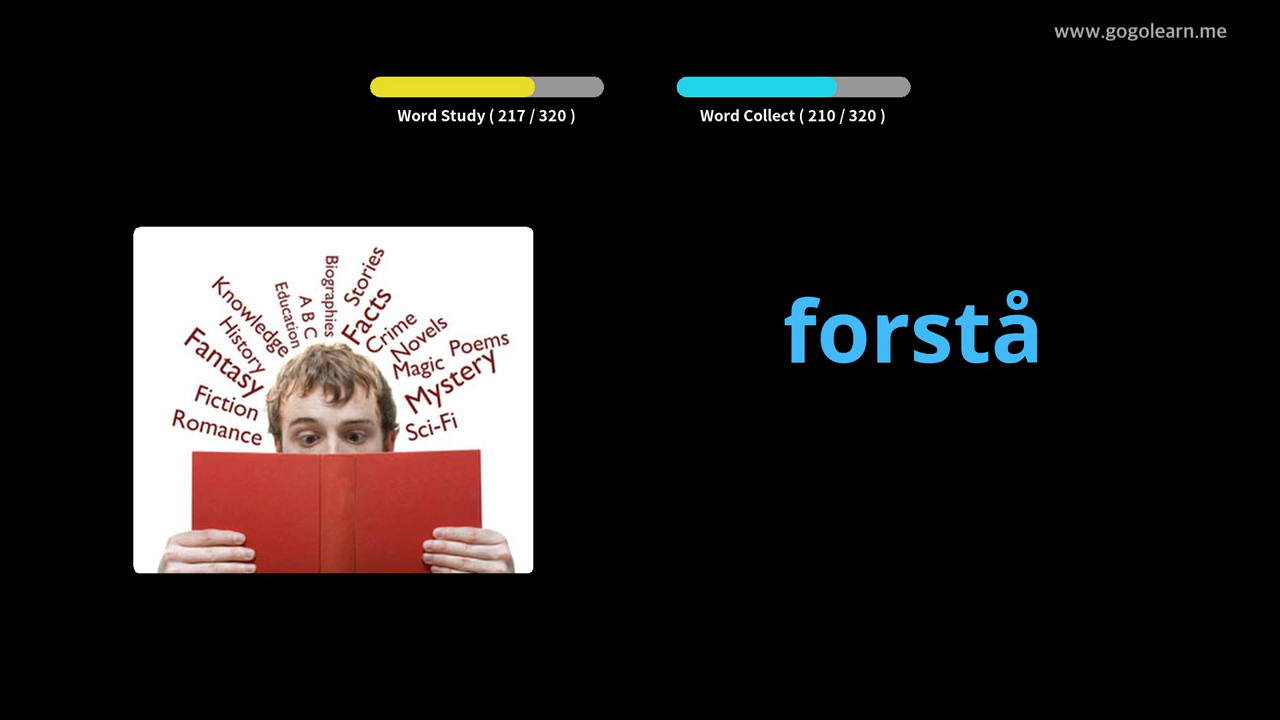 www.gogolearn.me
Word Study ( 217 / 320 )
Word Collect ( 210 / 320 )
forstå
Romance
Fiction
Fantasy
History
Knowledge
Education
A B C
Biographies
Stories
Facts
Crime
Novels
Magic
Poems
Mystery
Sci-Fi